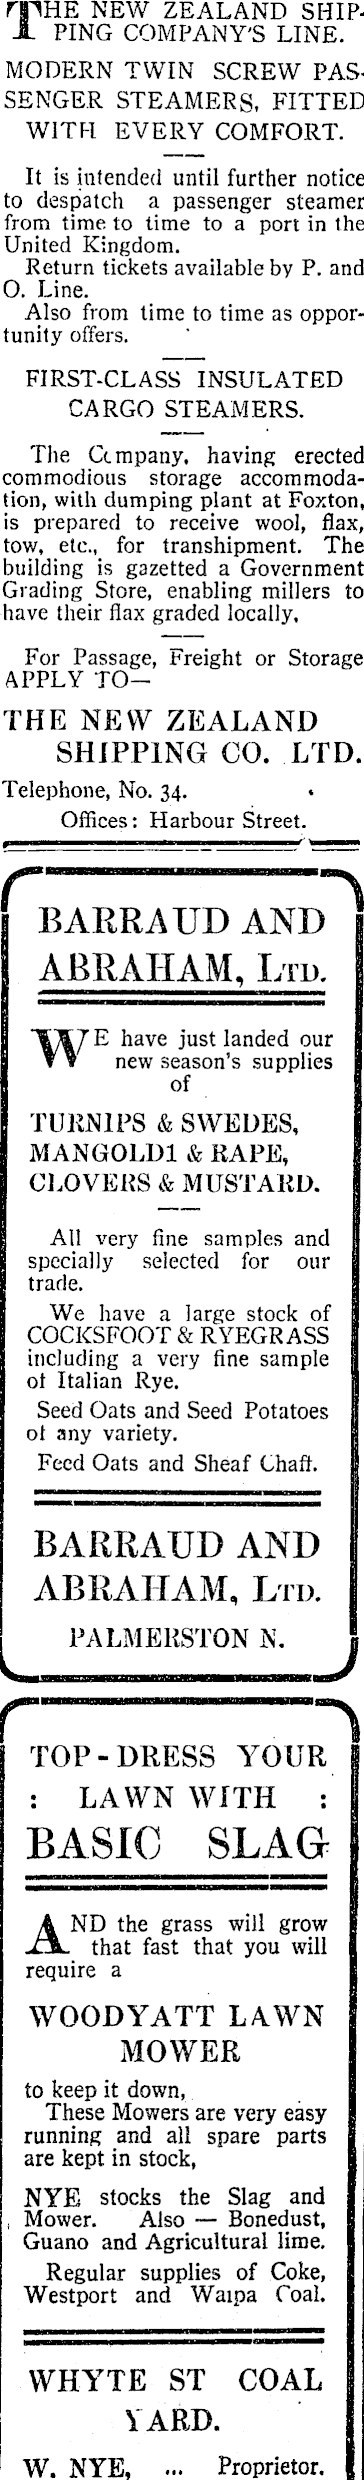 THE NEW ZEALAND SHIP-
PING COMPANY'S LINE.
MODERN TWIN SCREW PAS-
SENGER STEAMERS, FITTED
WITH EVERY COMFORT.
It is intended until further notice
to despatch a passenger steamer
from time to time to a port in the
United Kingdom.
Return tickets available by P. and
O. Line.
Also from time to time as oppor-
tunity offers.
FIRST-CLASS INSULATED
CARGO STEAMERS.
The Company, having erected
commodious storage accommoda-
tion, with dumping plant at Foxton,
is prepared to receive wool, flax,
tow, etc., for transhipment. The
building is gazetted a Government
Grading Store, enabling millers to
have their flax graded locally,
For Passage, Freight or Storage
APPLY TO—
THE NEW ZEALAND
SHIPPING CO. LTD.
Telephone, No. 34.
Offices: Harbour Street.
BARRAUD AND
ABRAHAM, LTD.
WE have just landed our
new season's supplies
of
TURNIPS & SWEDES,
MANGOLD1 & RAPE,
CLOVERS & MUSTARD.
All very fine samples and
specially selected for our
trade.
We have a large stock of
COCKSFOOT & RYEGRASS
including a very fine sample
of Italian Rye.
Seed Oats and Seed Potatoes
of any variety.
Feed Oats and Sheaf Chaff.
BARRAUD AND
ABRAHAM, LTD.
PALMERSTON N.
TOP-DRESS YOUR
: LAWN WITH :
BASIC SLAG
AND the grass will grow
that fast that you will
require a
WOODYATT LAWN
MOWER
to keep it down,
These Mowers are very easy
running and all spare parts
are kept in stock,
NYE stocks the Slag and
Mower. Also — Bonedust,
Guano and Agricultural lime.
Regular supplies of Coke,
Westport and Waipa Coal.
WHYTE ST COAL
YARD.
W. NYE, ... Proprietor.